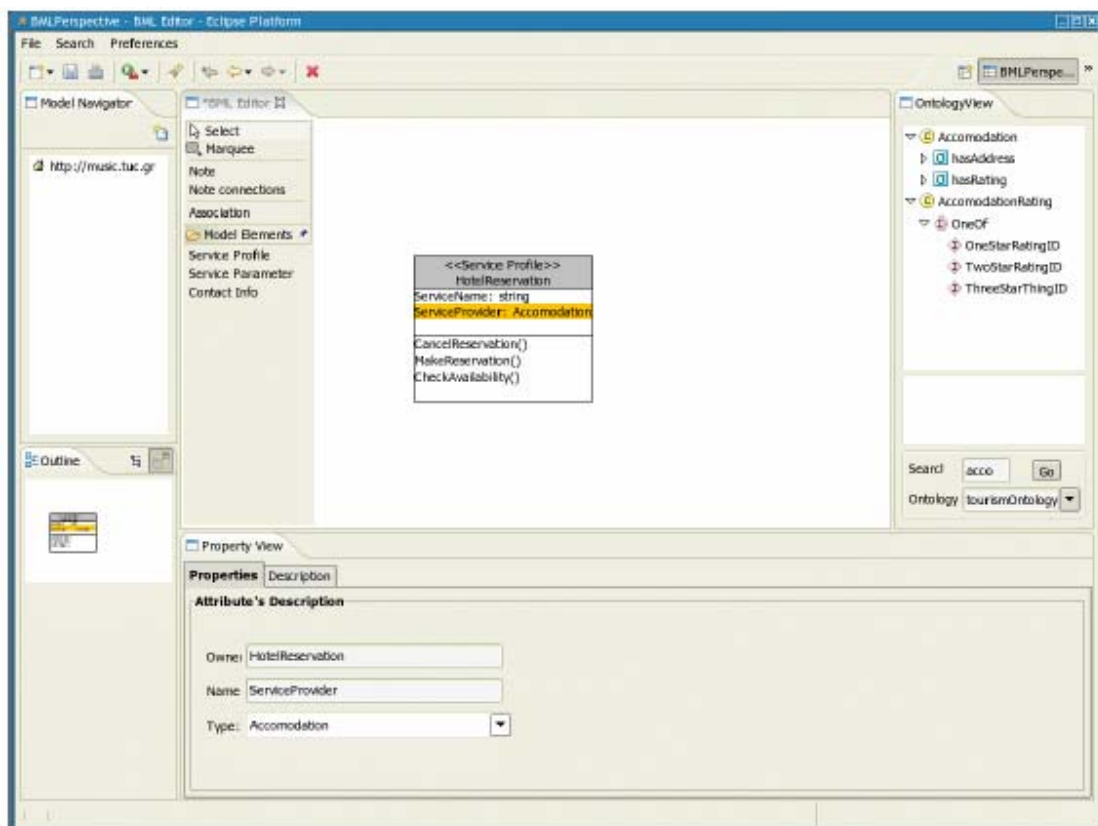 BMLPerspective - BML Editor - Eclipse Platform
File Search Preferences
BMLPerspe... »
Model Navigator
http://music.tuc.gr
*BML Editor
Select
Marquee
Note
Note connections
Association
Model Elements
Service Profile
Service Parameter
Contact Info
<<Service Profile>>
HotelReservation
ServiceName: string
ServiceProvider: Accomodation
CancelReservation()
MakeReservation()
CheckAvailability()
OntologyView
Accomodation
hasAddress
hasRating
AccomodationRating
OneOf
OneStarRatingID
TwoStarRatingID
ThreeStarThingID
Search acco Go
Ontology tourismOntology
Outline
Property View
Properties Description
Attribute's Description
Owner HotelReservation
Name ServiceProvider
Type: Accomodation